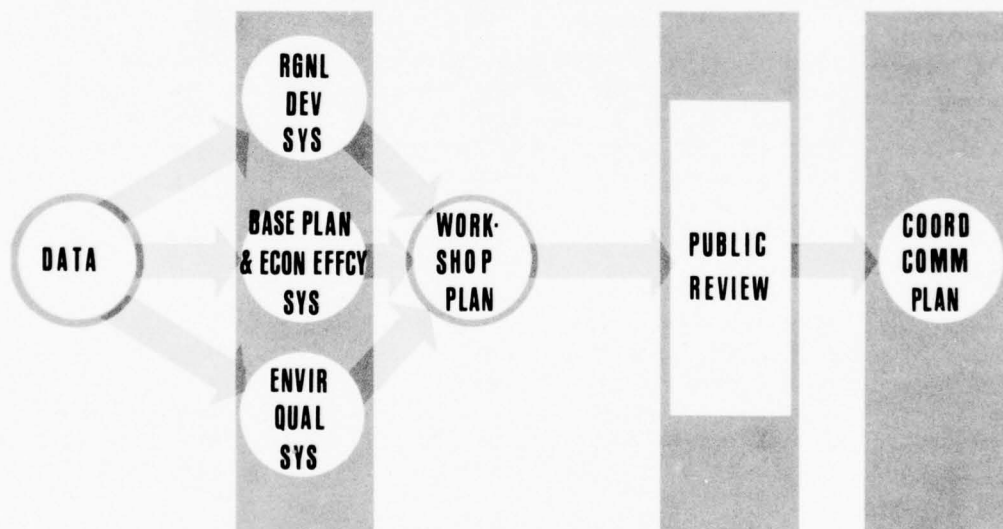 DATA
RGNL
DEV
SYS
BASE PLAN
& ECON EFFCY
SYS
ENVIR
QUAL
SYS
WORK-
SHOP
PLAN
PUBLIC
REVIEW
COORD
COMM
PLAN